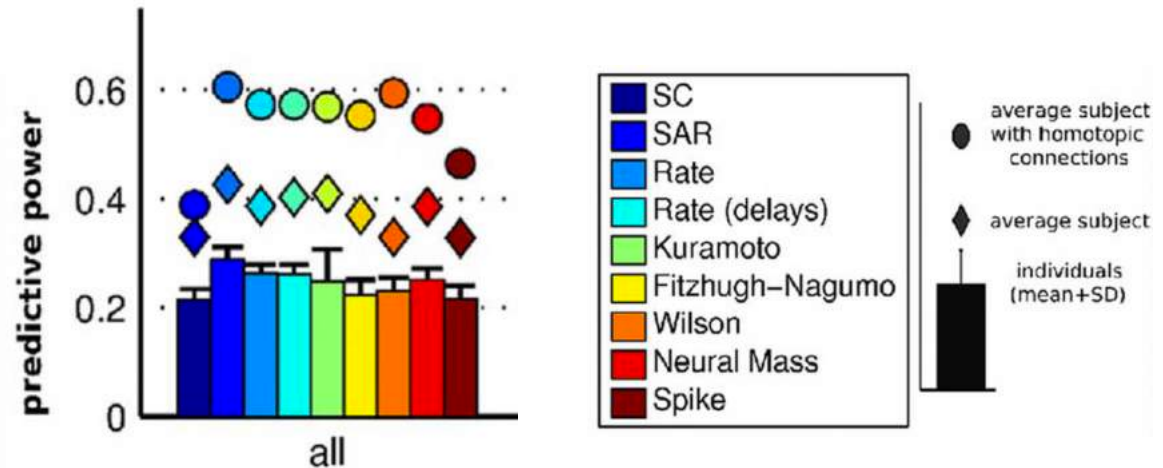 predictive power
0.6
0.4
0.2
0
all
SC
SAR
Rate
Rate (delays)
Kuramoto
Fitzhugh–Nagumo
Wilson
Neural Mass
Spike
average subject
with homotopic
connections
average subject
individuals
(mean+SD)